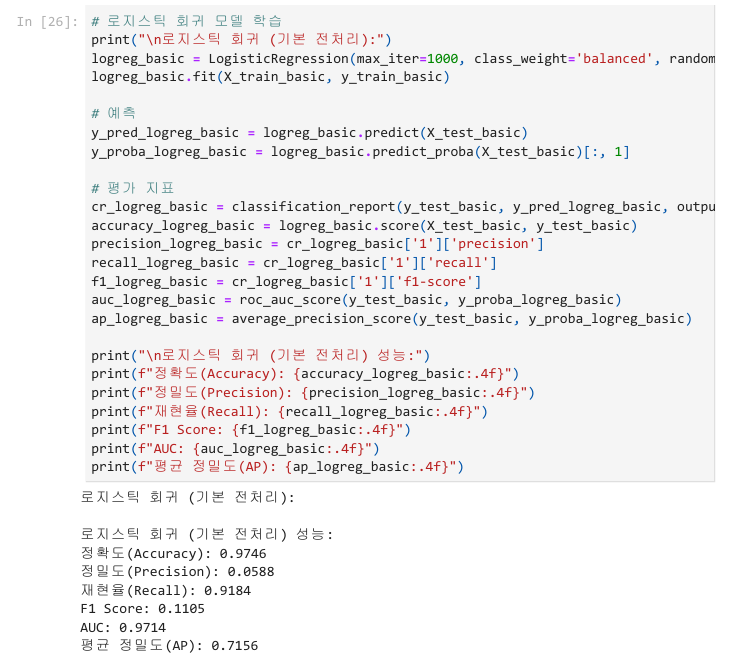 In [26]:
# 로지스틱 회귀 모델 학습
print("\n로지스틱 회귀 (기본 전처리):")
logreg_basic = LogisticRegression(max_iter=1000, class_weight='balanced', random
logreg_basic.fit(X_train_basic, y_train_basic)
# 예측
y_pred_logreg_basic = logreg_basic.predict(X_test_basic)
y_proba_logreg_basic = logreg_basic.predict_proba(X_test_basic)[:, 1]
# 평가 지표
cr_logreg_basic = classification_report(y_test_basic, y_pred_logreg_basic, outpu
accuracy_logreg_basic = logreg_basic.score(X_test_basic, y_test_basic)
precision_logreg_basic = cr_logreg_basic['1']['precision']
recall_logreg_basic = cr_logreg_basic['1']['recall']
f1_logreg_basic = cr_logreg_basic['1']['f1-score']
auc_logreg_basic = roc_auc_score(y_test_basic, y_proba_logreg_basic)
ap_logreg_basic = average_precision_score(y_test_basic, y_proba_logreg_basic)
print("\n로지스틱 회귀 (기본 전처리) 성능:")
print(f"정확도(Accuracy): {accuracy_logreg_basic:.4f}")
print(f"정밀도(Precision): {precision_logreg_basic:.4f}")
print(f"재현율(Recall): {recall_logreg_basic:.4f}")
print(f"F1 Score: {f1_logreg_basic:.4f}")
print(f"AUC: {auc_logreg_basic:.4f}")
print(f"평균 정밀도(AP): {ap_logreg_basic:.4f}")
로지스틱 회귀 (기본 전처리):
로지스틱 회귀 (기본 전처리) 성능:
정확도(Accuracy): 0.9746
정밀도(Precision): 0.0588
재현율(Recall): 0.9184
F1 Score: 0.1105
AUC: 0.9714
평균 정밀도(AP): 0.7156